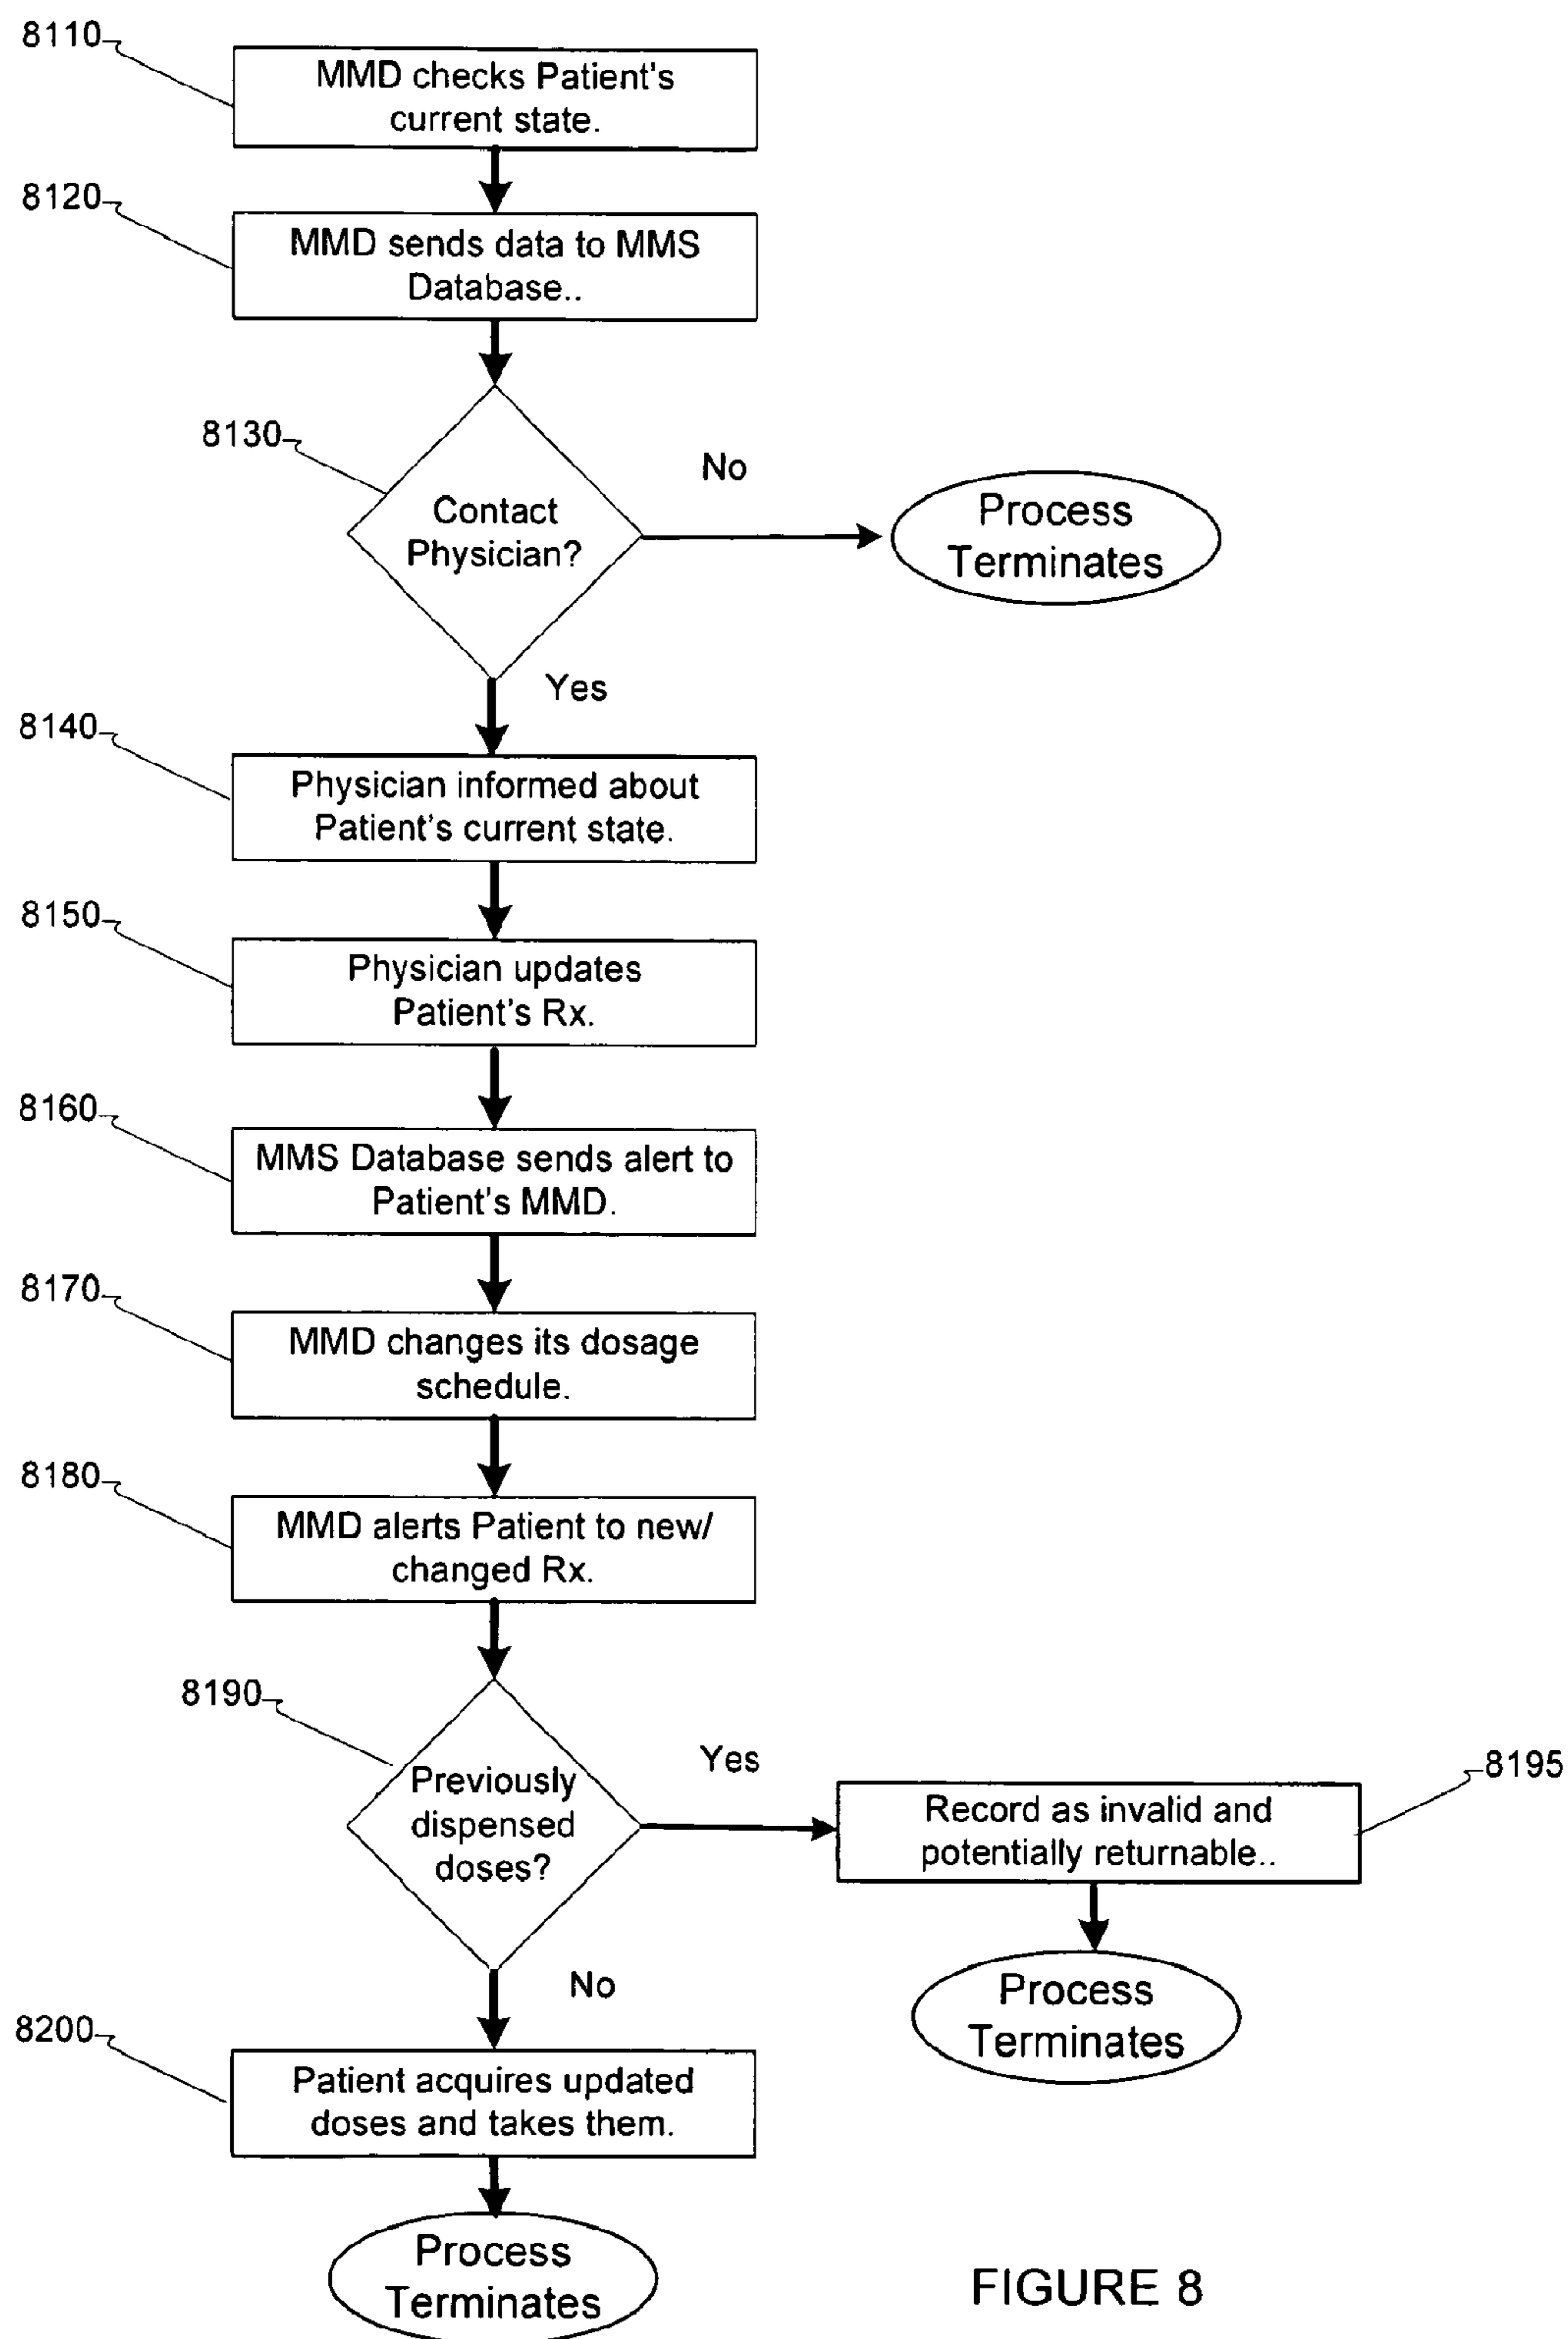 8110
MMD checks Patient's
current state.
8120
MMD sends data to MMS
Database..
8130
Contact
Physician?
No
Process
Terminates
Yes
8140
Physician informed about
Patient's current state.
8150
Physician updates
Patient's Rx.
8160
MMS Database sends alert to
Patient's MMD.
8170
MMD changes its dosage
schedule.
8180
MMD alerts Patient to new/
changed Rx.
8190
Previously
dispensed
doses?
Yes
8195
Record as invalid and
potentially returnable..
Process
Terminates
No
8200
Patient acquires updated
doses and takes them.
Process
Terminates
FIGURE 8